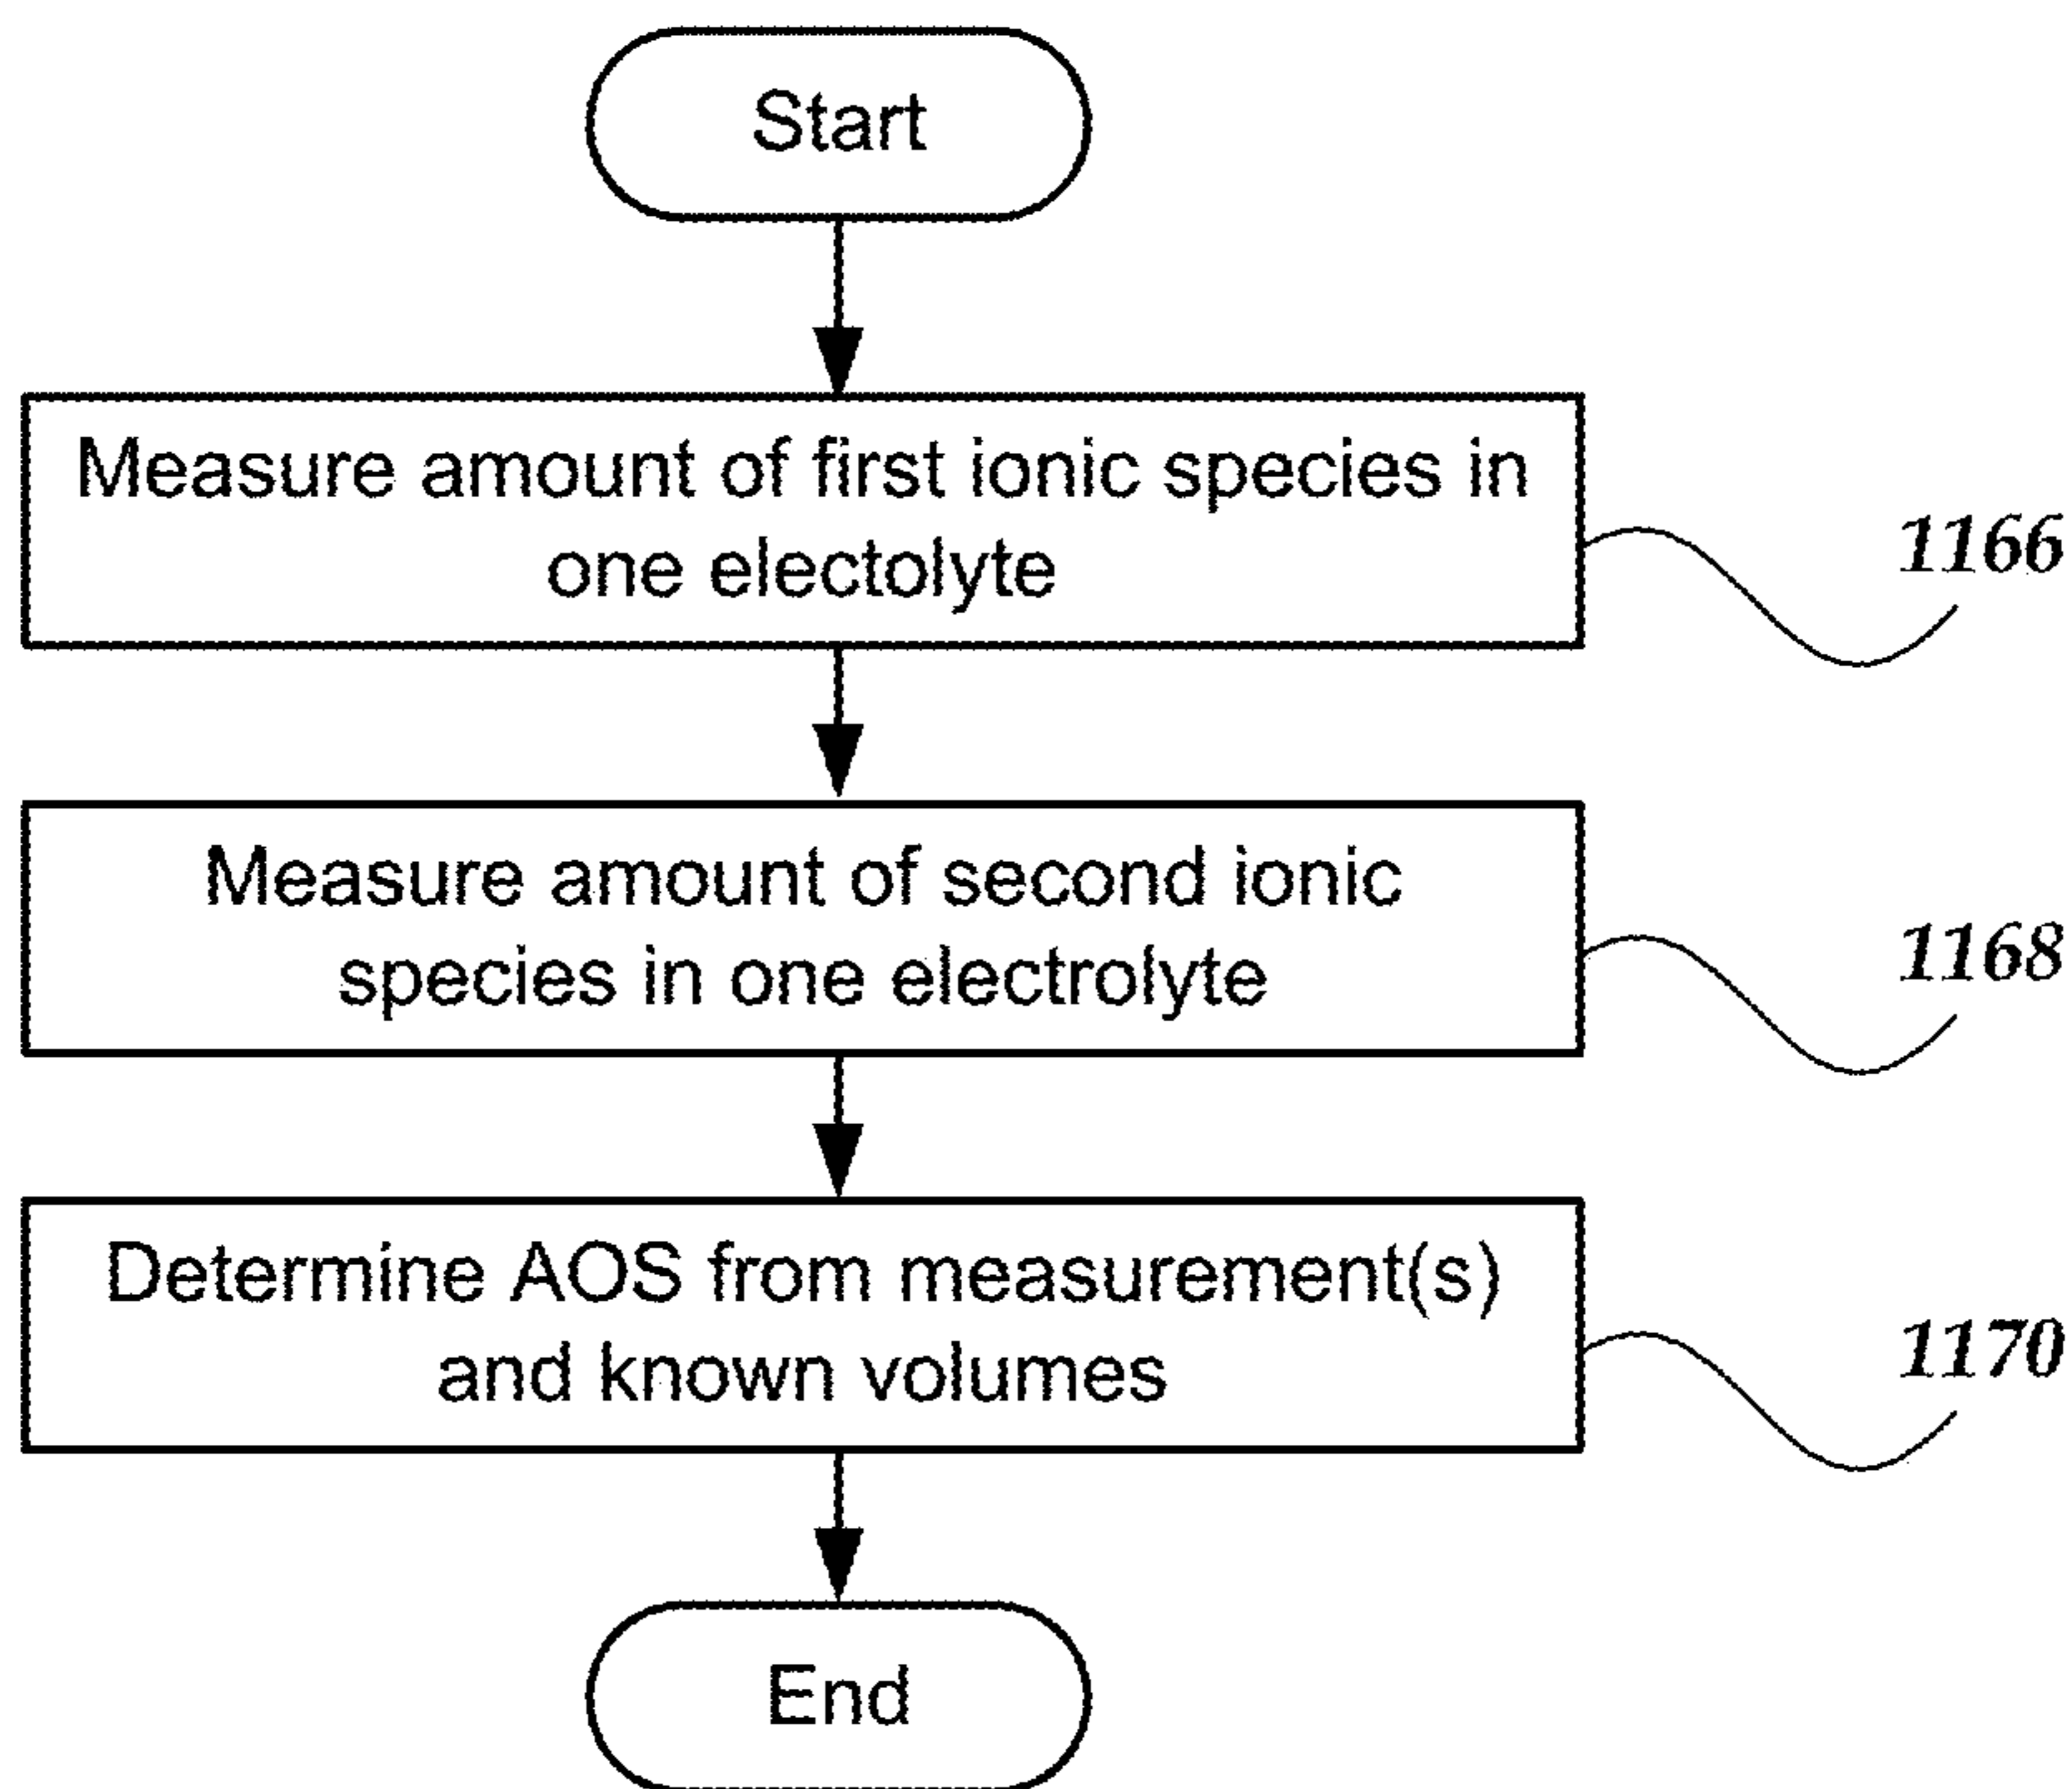 Start
Measure amount of first ionic species in
one electolyte
1166
Measure amount of second ionic
species in one electrolyte
1168
Determine AOS from measurement(s)
and known volumes
1170
End